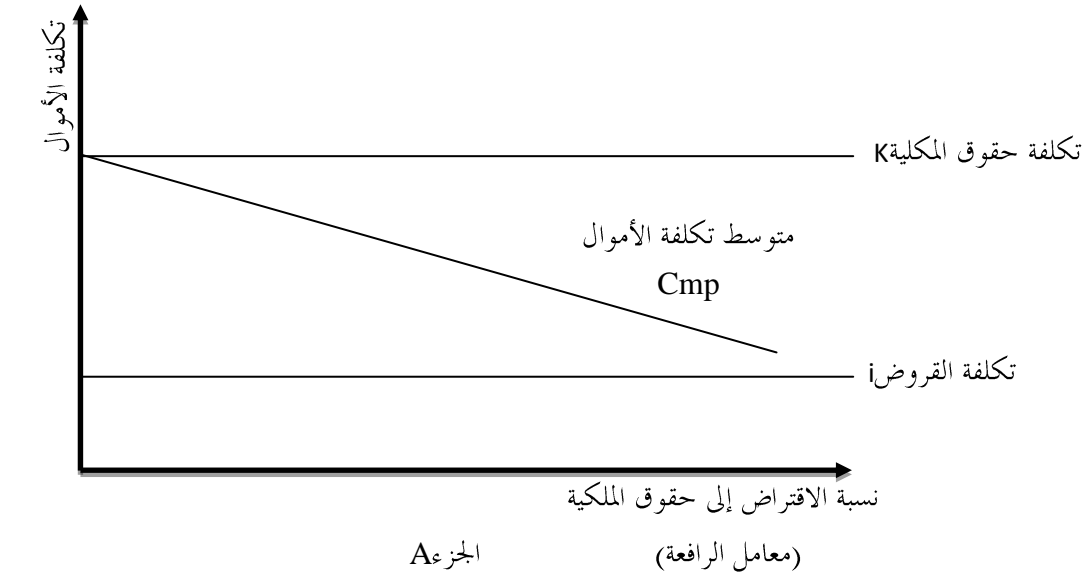 تكلفة الأموال
تكلفة حقوق المكليةK
متوسط تكلفة الأموال
Cmp
تكلفة القروضi
نسبة الاقتراض إلى حقوق الملكية
(معامل الرافعة) الجزءA